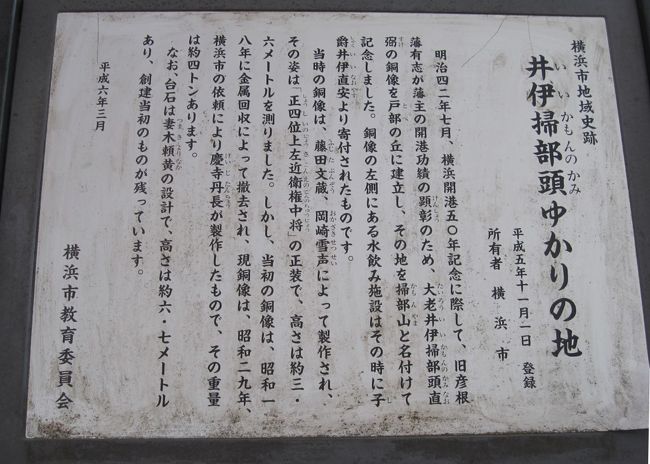 横浜市地域史跡
井伊掃部頭ゆかりの地
平成五年十一月一日 登録
所有者 横浜市
明治四二年七月、横浜開港五〇年記念に際して、旧彦根
藩有志が藩主の開港功績の顕彰のため、大老井伊掃部頭直
弼の銅像を戸部の丘に建立し、その地を掃部山と名付けて
記念しました。銅像の左側にある水飲み施設はその時に子
爵井伊直安より寄付されたものです。
当時の銅像は、藤田文蔵、岡崎雪声によって製作され、
その姿は「正四位上左近衛権中将」の正装で、高さは約三・
六メートルを測りました。しかし、当初の銅像は、昭和一
八年に金属回収によって撤去され、現銅像は、昭和二九年、
横浜市の依頼により慶寺丹長が製作したもので、その重量
は約四トンあります。
なお、台石は妻木頼黄の設計で、高さは約六・七メートル
あり、創建当初のものが残っています。
平成六年三月
横浜市教育委員会